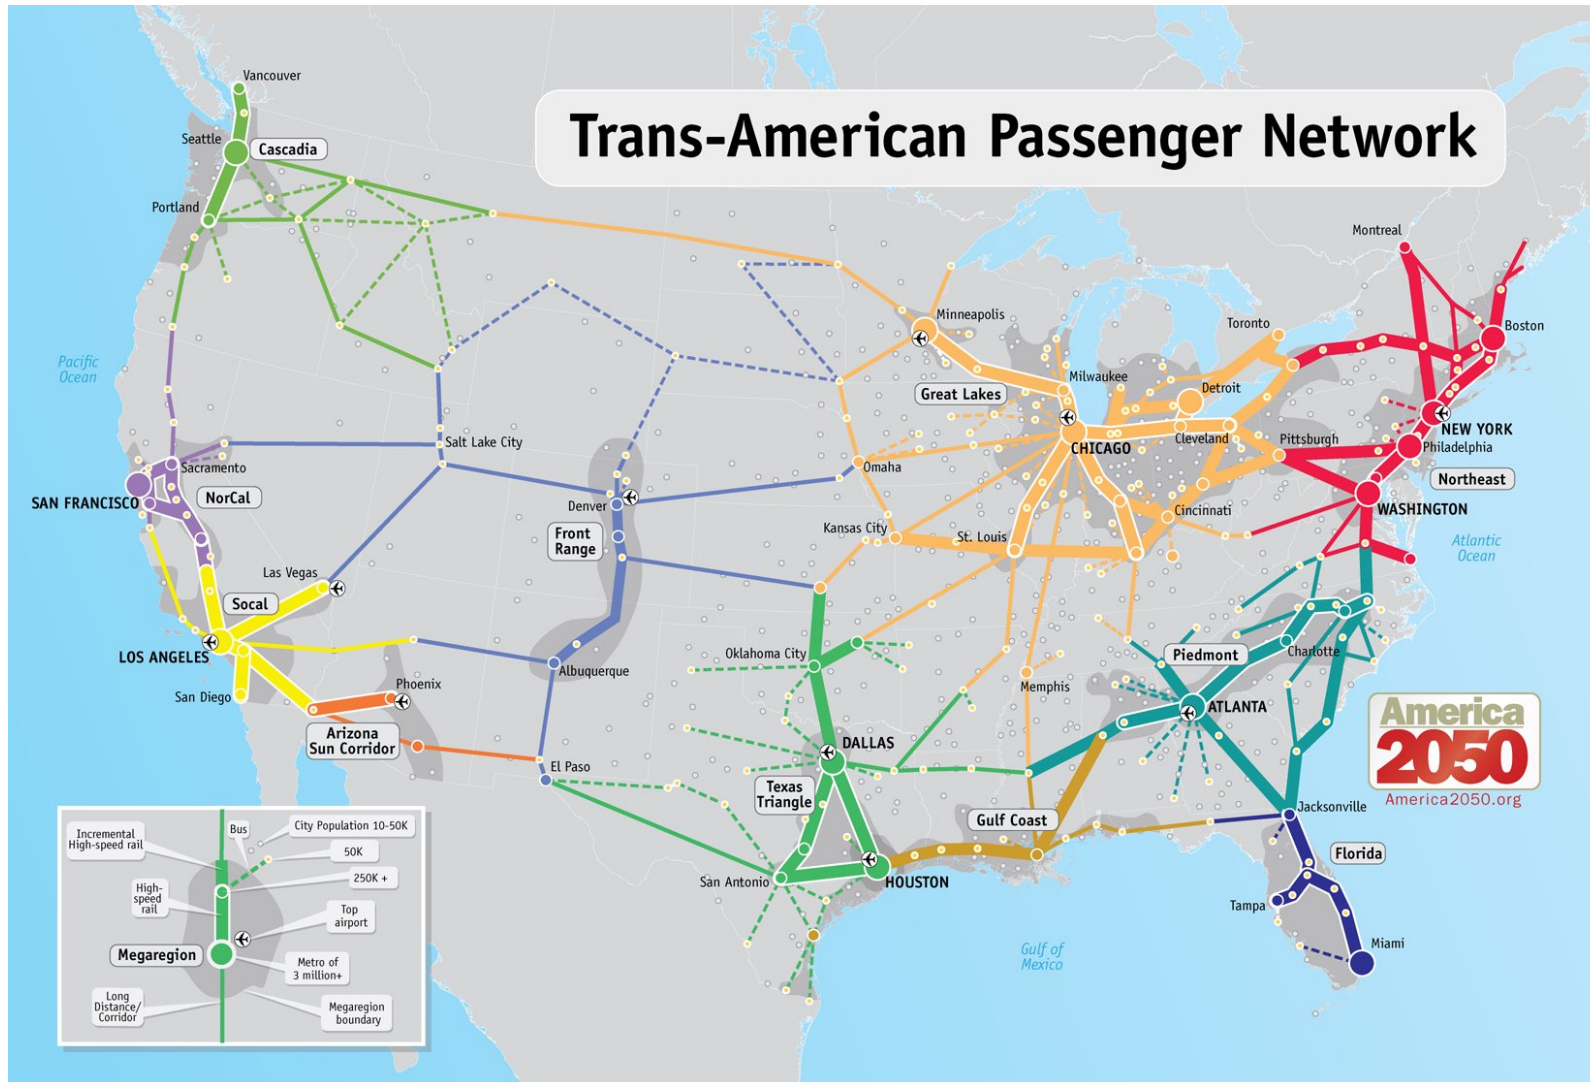 Trans-American Passenger Network
Vancouver
Seattle
Cascadia
Portland
Montreal
Toronto
Boston
Minneapolis
Milwaukee
Detroit
Great Lakes
Pacific
Ocean
NEW YORK
CHICAGO
Cleveland
Pittsburgh
Philadelphia
Salt Lake City
Sacramento
Omaha
Northeast
SAN FRANCISCO
NorCal
Denver
WASHINGTON
Cincinnati
Kansas City
St. Louis
Front
Range
Atlantic
Ocean
Las Vegas
Socal
LOS ANGELES
Oklahoma City
Piedmont
Charlotte
Albuquerque
Memphis
San Diego
Phoenix
ATLANTA
Arizona
Sun Corridor
America
2050
America2050.org
DALLAS
El Paso
Texas
Triangle
Jacksonville
Gulf Coast
Florida
San Antonio
HOUSTON
Tampa
Miami
Gulf of
Mexico
Incremental
High-speed rail
Bus
City Population 10-50K
50K
250K +
High-
speed
rail
Top
airport
Megaregion
Metro of
3 million+
Long
Distance/
Corridor
Megaregion
boundary